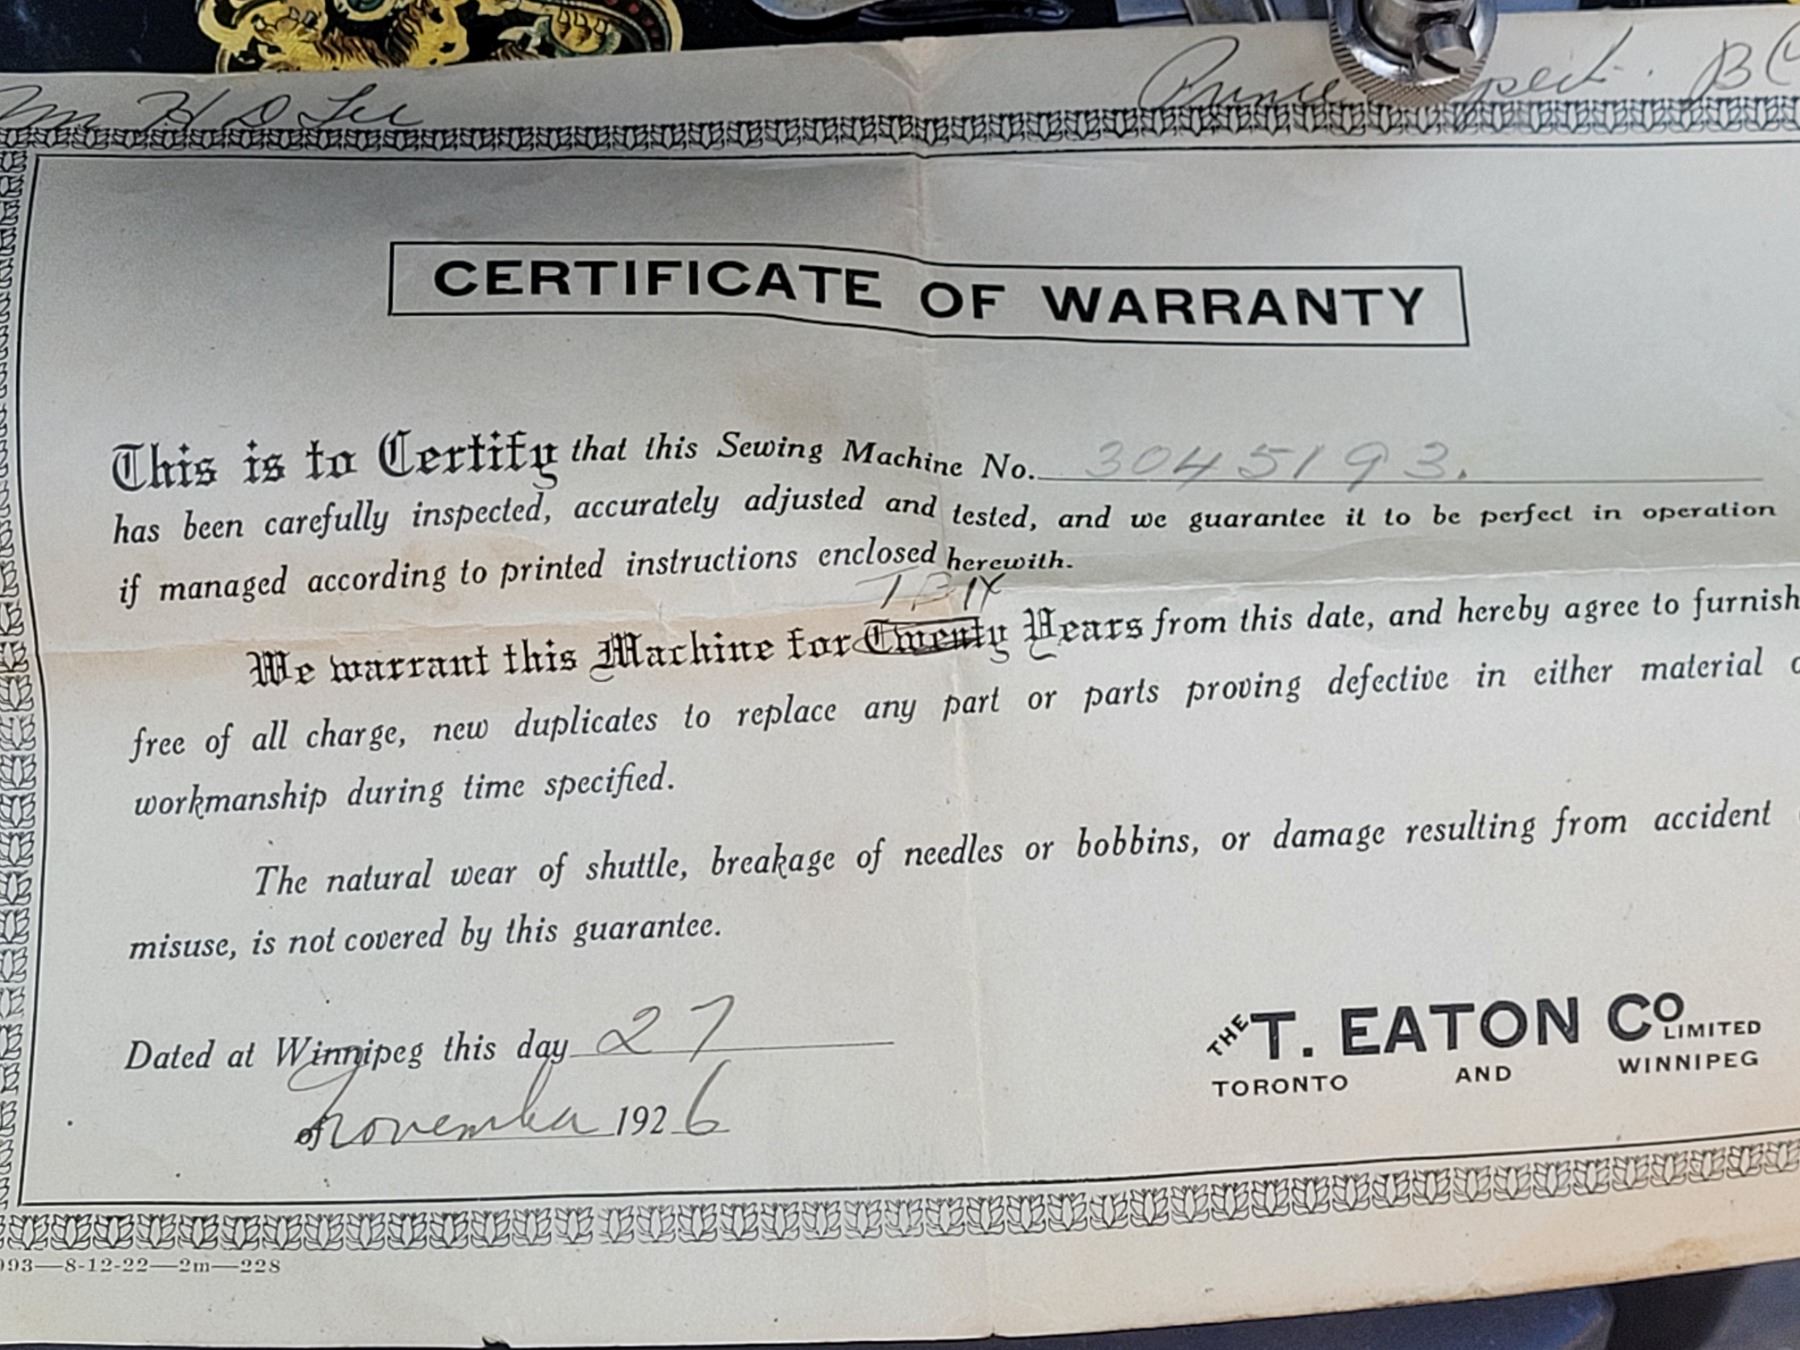 H D Lee
B C
CERTIFICATE OF WARRANTY
This is to Certify that this Sewing Machine No. 3045193.
has been carefully inspected, accurately adjusted and tested, and we guarantee it to be perfect in operation
if managed according to printed instructions enclosed herewith.
We warrant this Machine for Twenty Years from this date, and hereby agree to furnish
free of all charge, new duplicates to replace any part or parts proving defective in either material
workmanship during time specified.
The natural wear of shuttle, breakage of needles or bobbins, or damage resulting from accident
misuse, is not covered by this guarantee.
Dated at Winnipeg this day 27
of November 1926
THE T. EATON CO LIMITED
TORONTO AND WINNIPEG
993—8-12-22—2m—228